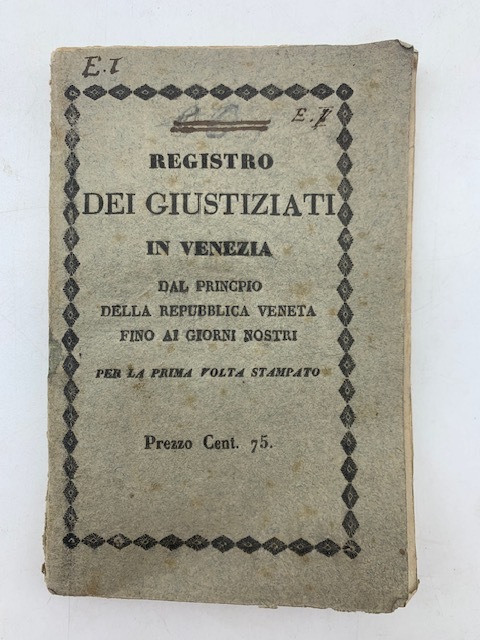 E. I
E. I
REGISTRO
DEI GIUSTIZIATI
IN VENEZIA
DAL PRINCPIO
DELLA REPUBBLICA VENETA
FINO AI GIORNI NOSTRI
PER LA PRIMA VOLTA STAMPATO
Prezzo Cent. 75.